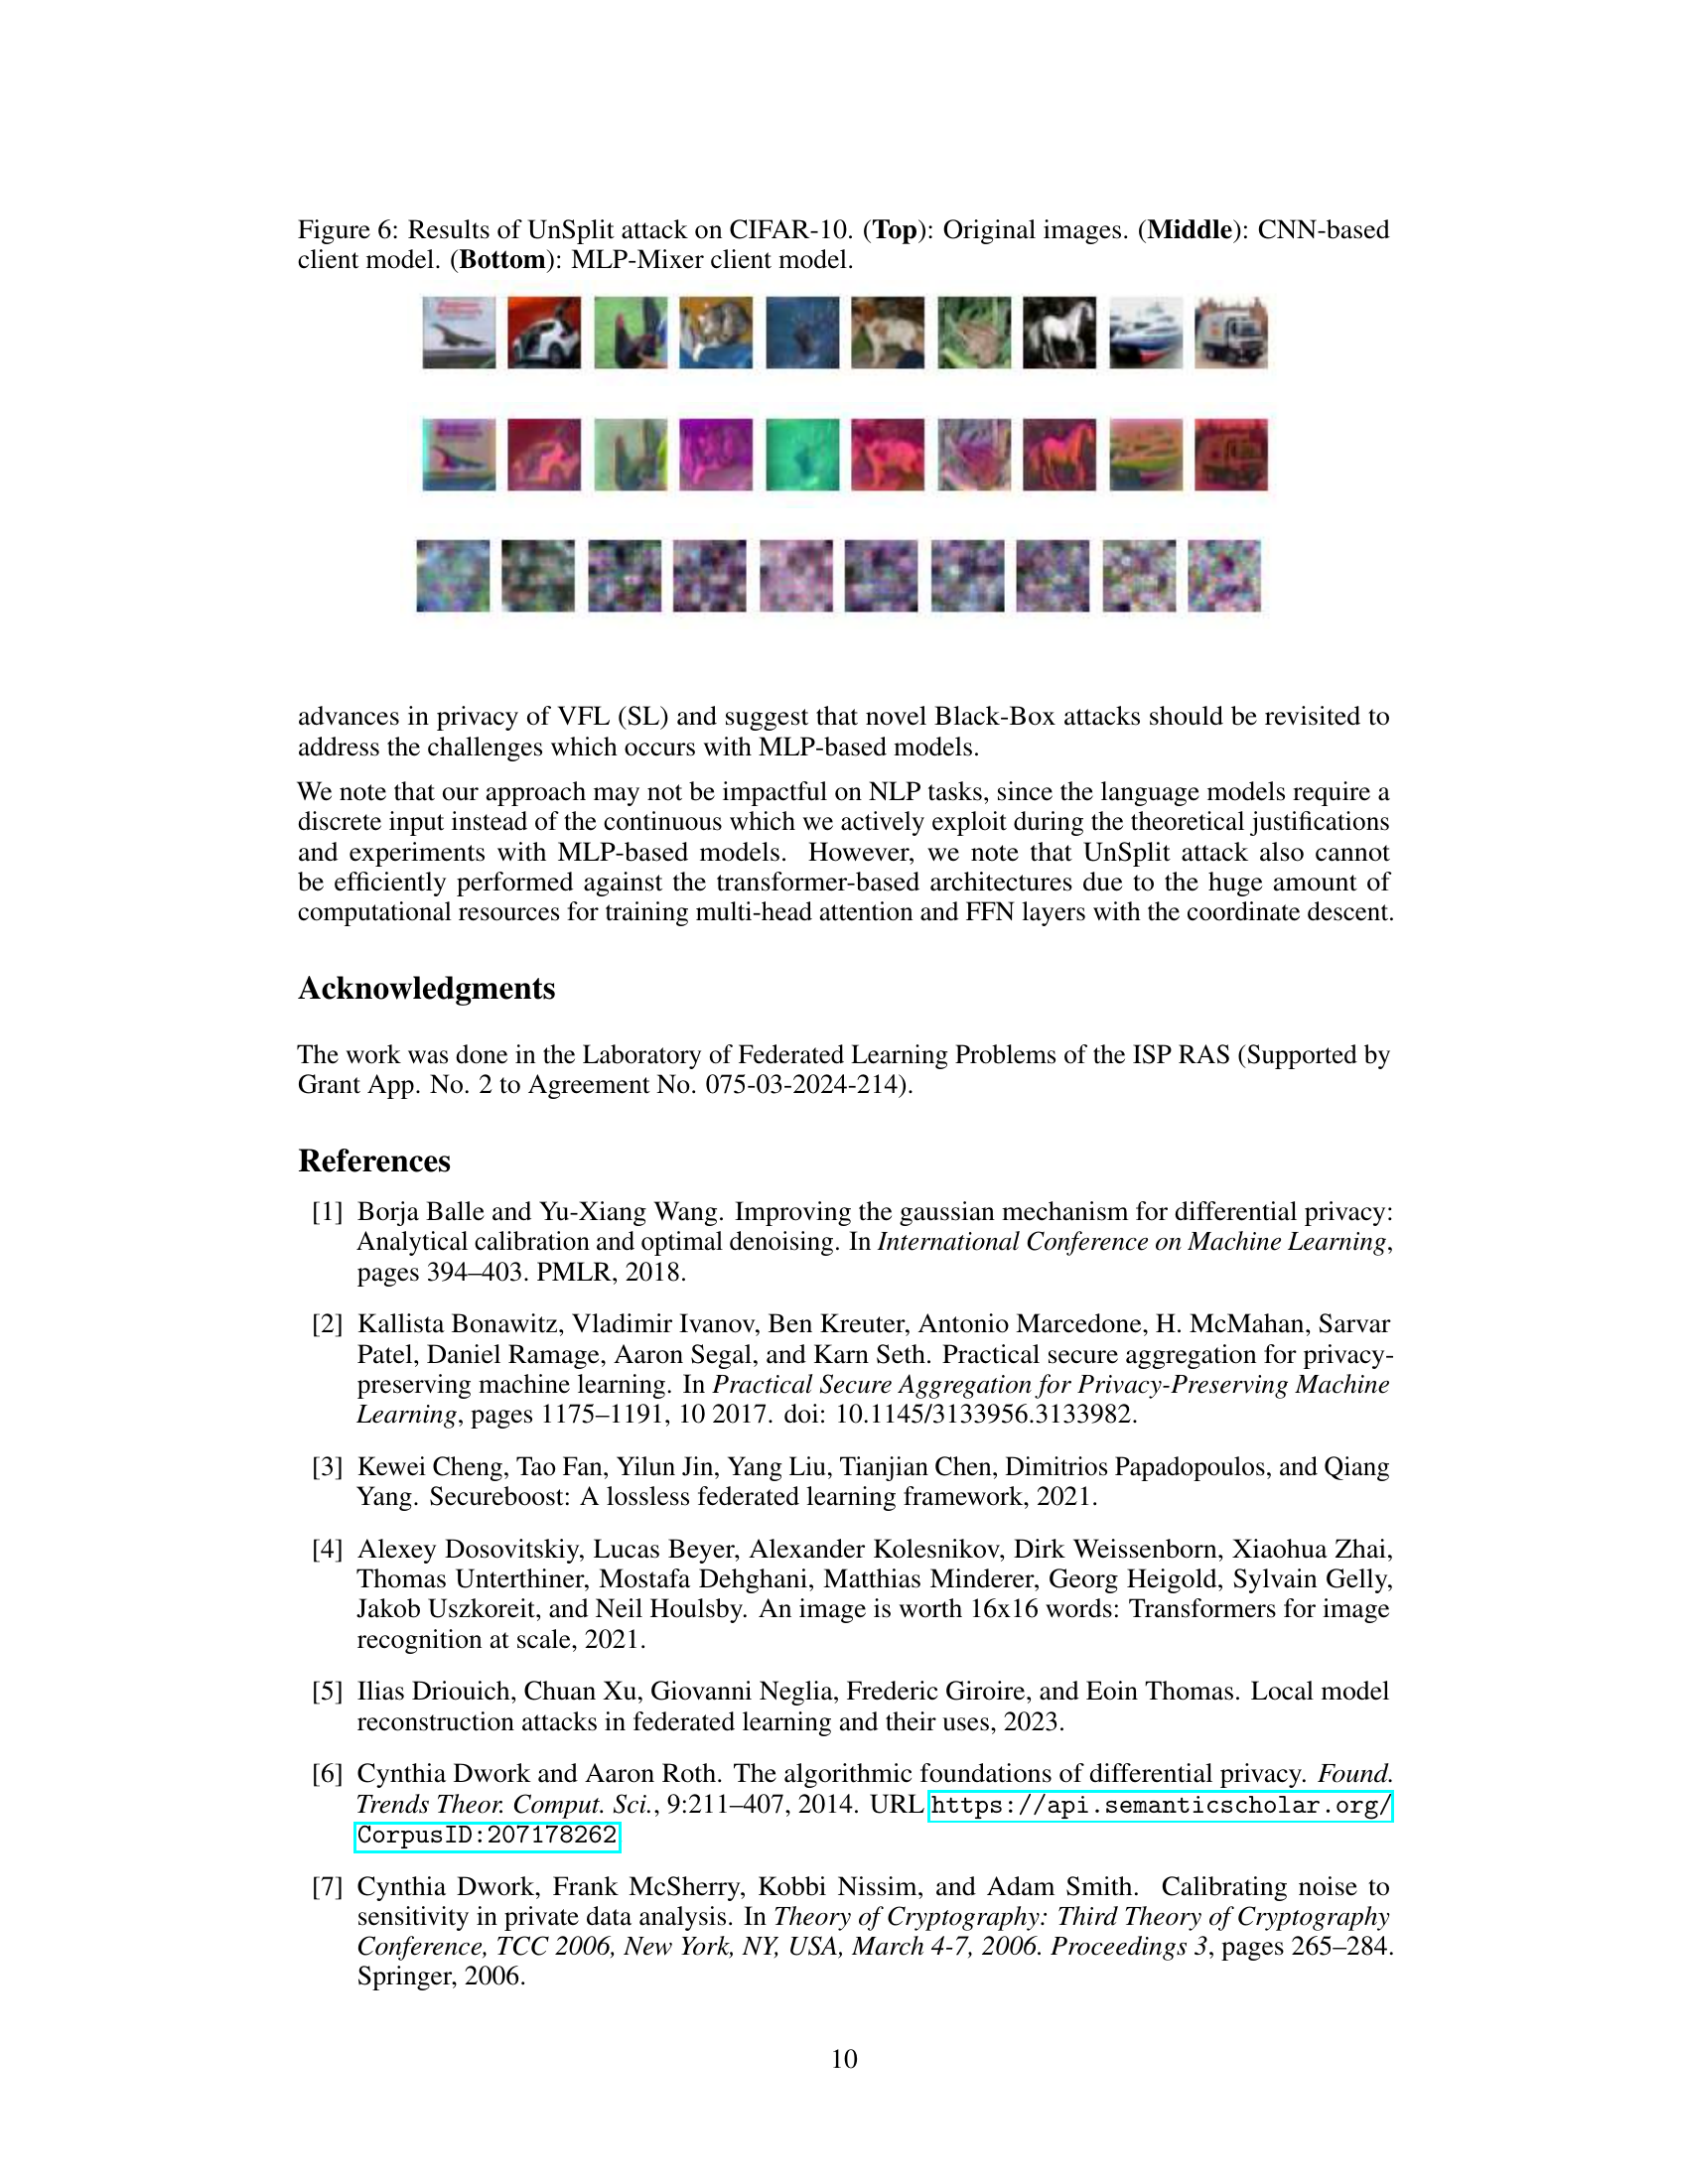 Figure 6: Results of UnSplit attack on CIFAR-10. (Top): Original images. (Middle): CNN-based
client model. (Bottom): MLP-Mixer client model.
advances in privacy of VFL (SL) and suggest that novel Black-Box attacks should be revisited to
address the challenges which occurs with MLP-based models.
We note that our approach may not be impactful on NLP tasks, since the language models require a
discrete input instead of the continuous which we actively exploit during the theoretical justifications
and experiments with MLP-based models. However, we note that UnSplit attack also cannot
be efficiently performed against the transformer-based architectures due to the huge amount of
computational resources for training multi-head attention and FFN layers with the coordinate descent.
Acknowledgments
The work was done in the Laboratory of Federated Learning Problems of the ISP RAS (Supported by
Grant App. No. 2 to Agreement No. 075-03-2024-214).
References
[1] Borja Balle and Yu-Xiang Wang. Improving the gaussian mechanism for differential privacy:
Analytical calibration and optimal denoising. In International Conference on Machine Learning,
pages 394–403. PMLR, 2018.
[2] Kallista Bonawitz, Vladimir Ivanov, Ben Kreuter, Antonio Marcedone, H. McMahan, Sarvar
Patel, Daniel Ramage, Aaron Segal, and Karn Seth. Practical secure aggregation for privacy-
preserving machine learning. In Practical Secure Aggregation for Privacy-Preserving Machine
Learning, pages 1175–1191, 10 2017. doi: 10.1145/3133956.3133982.
[3] Kewei Cheng, Tao Fan, Yilun Jin, Yang Liu, Tianjian Chen, Dimitrios Papadopoulos, and Qiang
Yang. Secureboost: A lossless federated learning framework, 2021.
[4] Alexey Dosovitskiy, Lucas Beyer, Alexander Kolesnikov, Dirk Weissenborn, Xiaohua Zhai,
Thomas Unterthiner, Mostafa Dehghani, Matthias Minderer, Georg Heigold, Sylvain Gelly,
Jakob Uszkoreit, and Neil Houlsby. An image is worth 16x16 words: Transformers for image
recognition at scale, 2021.
[5] Ilias Driouich, Chuan Xu, Giovanni Neglia, Frederic Giroire, and Eoin Thomas. Local model
reconstruction attacks in federated learning and their uses, 2023.
[6] Cynthia Dwork and Aaron Roth. The algorithmic foundations of differential privacy. Found.
Trends Theor. Comput. Sci., 9:211–407, 2014. URL https://api.semanticscholar.org/
CorpusID:207178262
[7] Cynthia Dwork, Frank McSherry, Kobbi Nissim, and Adam Smith. Calibrating noise to
sensitivity in private data analysis. In Theory of Cryptography: Third Theory of Cryptography
Conference, TCC 2006, New York, NY, USA, March 4-7, 2006. Proceedings 3, pages 265–284.
Springer, 2006.
10